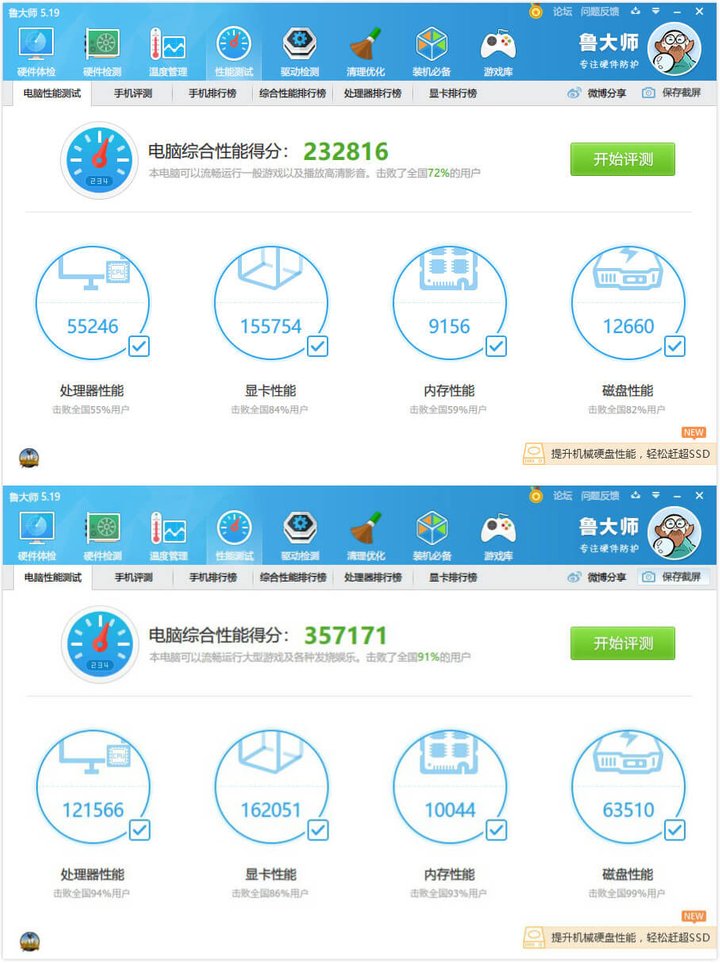 鲁大师 5.19
论坛 问题反馈
硬件体检 硬件检测 温度管理 性能测试 驱动检测 清理优化 装机必备 游戏库
鲁大师
专注硬件防护
电脑性能测试 手机评测 手机排行榜 综合性能排行榜 处理器排行榜 显卡排行榜 微博分享 保存截屏
电脑综合性能得分： 232816
本电脑可以流畅运行一般游戏以及播放高清影音。击败了全国72%的用户
开始评测
234
CPU
55246 155754 9156 12660
处理器性能 显卡性能 内存性能 磁盘性能
击败全国55%用户 击败全国84%用户 击败全国59%用户 击败全国82%用户
NEW
提升机械硬盘性能，轻松赶超SSD
鲁大师 5.19
论坛 问题反馈
硬件体检 硬件检测 温度管理 性能测试 驱动检测 清理优化 装机必备 游戏库
鲁大师
专注硬件防护
电脑性能测试 手机评测 手机排行榜 综合性能排行榜 处理器排行榜 显卡排行榜 微博分享 保存截屏
电脑综合性能得分： 357171
本电脑可以流畅运行大型游戏及各种发烧娱乐。击败了全国91%的用户
开始评测
234
CPU
121566 162051 10044 63510
处理器性能 显卡性能 内存性能 磁盘性能
击败全国94%用户 击败全国86%用户 击败全国93%用户 击败全国99%用户
NEW
提升机械硬盘性能，轻松赶超SSD